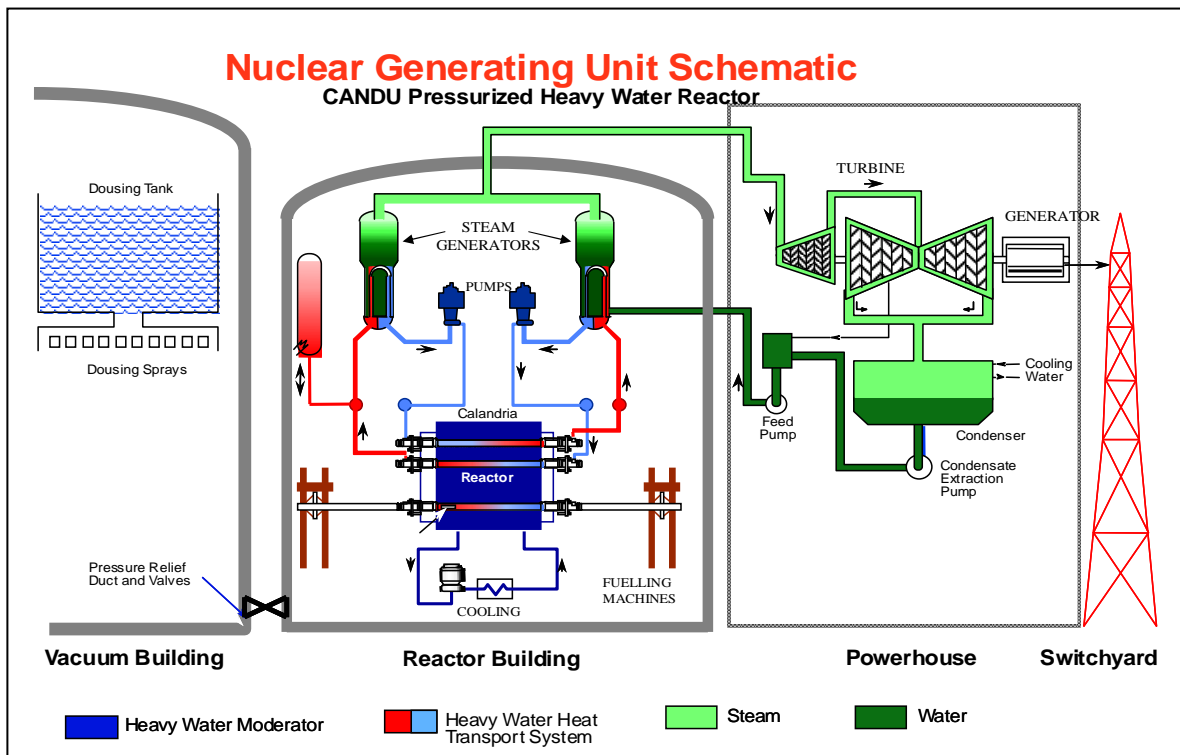 Nuclear Generating Unit Schematic
CANDU Pressurized Heavy Water Reactor
Dousing Tank
Dousing Sprays
STEAM
GENERATORS
PUMPS
TURBINE
GENERATOR
Calandria
Reactor
Cooling
Water
Feed
Pump
Condenser
Condensate
Extraction
Pump
Pressure Relief
Duct and Valves
COOLING
FUELLING
MACHINES
Vacuum Building
Reactor Building
Powerhouse
Switchyard
Heavy Water Moderator
Heavy Water Heat
Transport System
Steam
Water